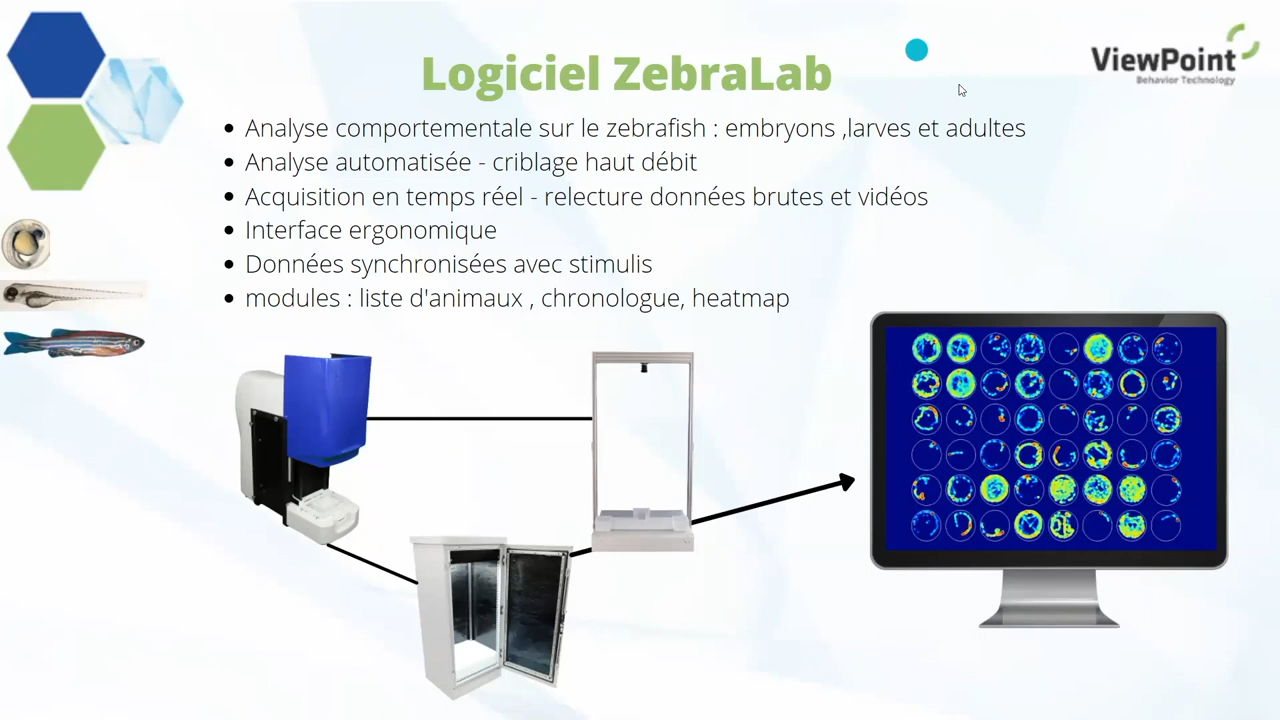 Logiciel ZebraLab
ViewPoint
Behavior Technology
Analyse comportementale sur le zebrafish : embryons ,larves et adultes
Analyse automatisée - criblage haut débit
Acquisition en temps réel - relecture données brutes et vidéos
Interface ergonomique
Données synchronisées avec stimulis
modules : liste d'animaux , chronologue, heatmap